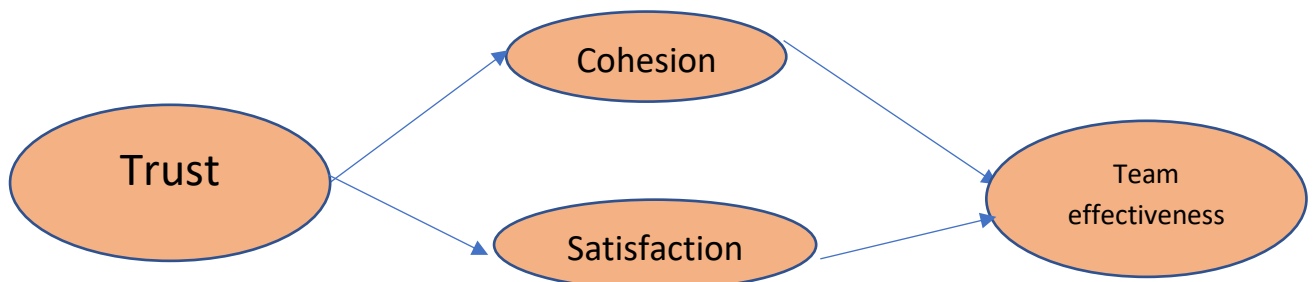 Cohesion
Trust
Team
effectiveness
Satisfaction